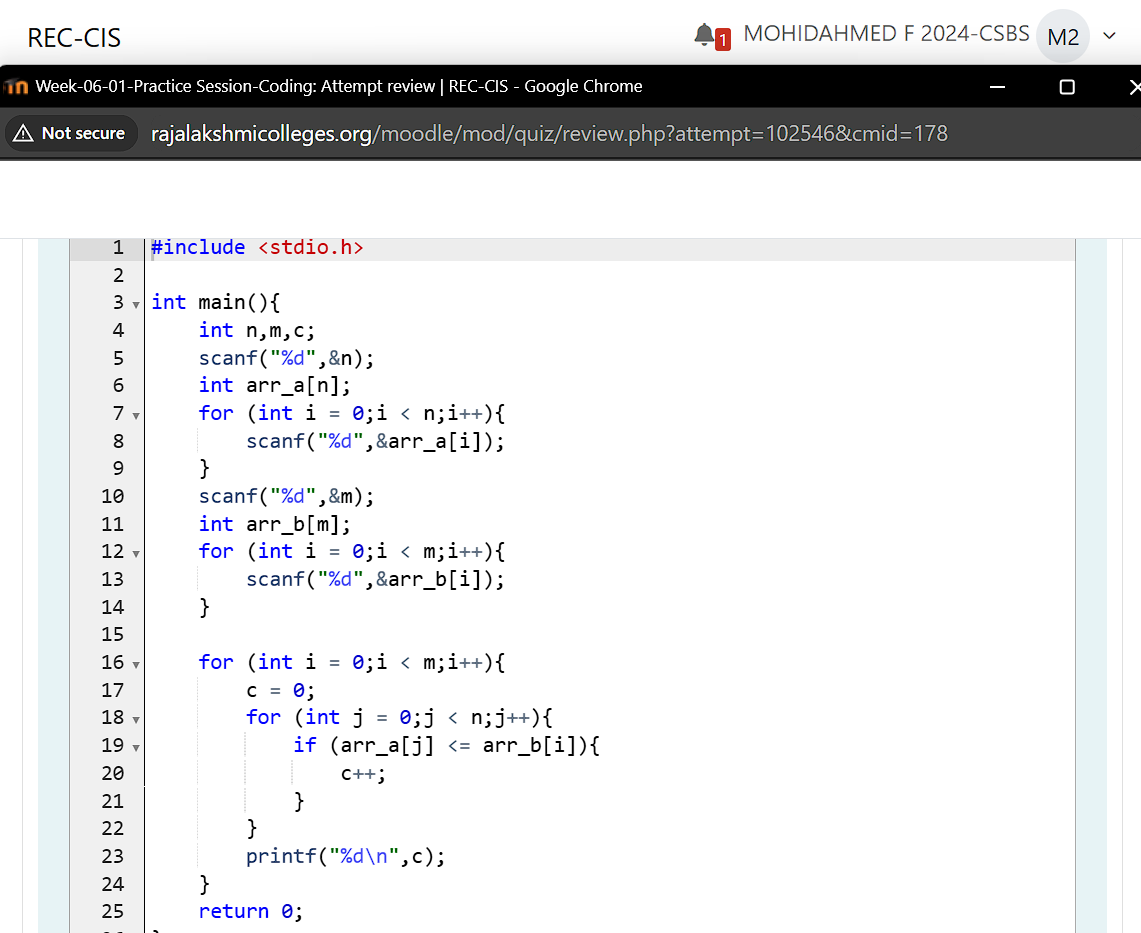 REC-CIS
1 MOHIDAHMED F 2024-CSBS M2
Week-06-01-Practice Session-Coding: Attempt review | REC-CIS - Google Chrome
Not secure rajalakshmicolleges.org/moodle/mod/quiz/review.php?attempt=102546&cmid=178
1 #include <stdio.h>
2
3 int main(){
4     int n,m,c;
5     scanf("%d",&n);
6     int arr_a[n];
7     for (int i = 0;i < n;i++){
8         scanf("%d",&arr_a[i]);
9     }
10     scanf("%d",&m);
11     int arr_b[m];
12     for (int i = 0;i < m;i++){
13         scanf("%d",&arr_b[i]);
14     }
15
16     for (int i = 0;i < m;i++){
17         c = 0;
18         for (int j = 0;j < n;j++){
19             if (arr_a[j] <= arr_b[i]){
20                 c++;
21             }
22         }
23         printf("%d\n",c);
24     }
25     return 0;